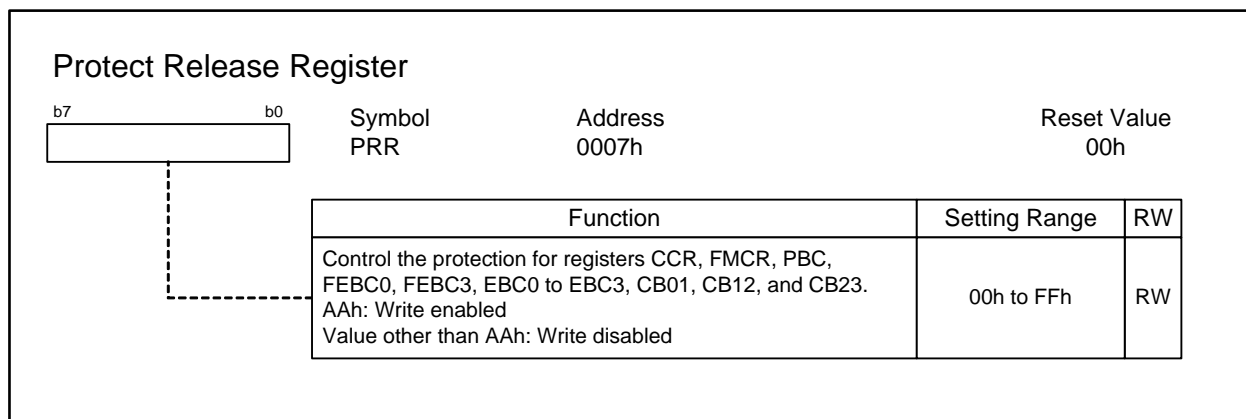 Protect Release Register
b7 b0
Symbol Address Reset Value
PRR 0007h 00h
Function Setting Range RW
Control the protection for registers CCR, FMCR, PBC,
FEBC0, FEBC3, EBC0 to EBC3, CB01, CB12, and CB23.
AAh: Write enabled
Value other than AAh: Write disabled
00h to FFh RW